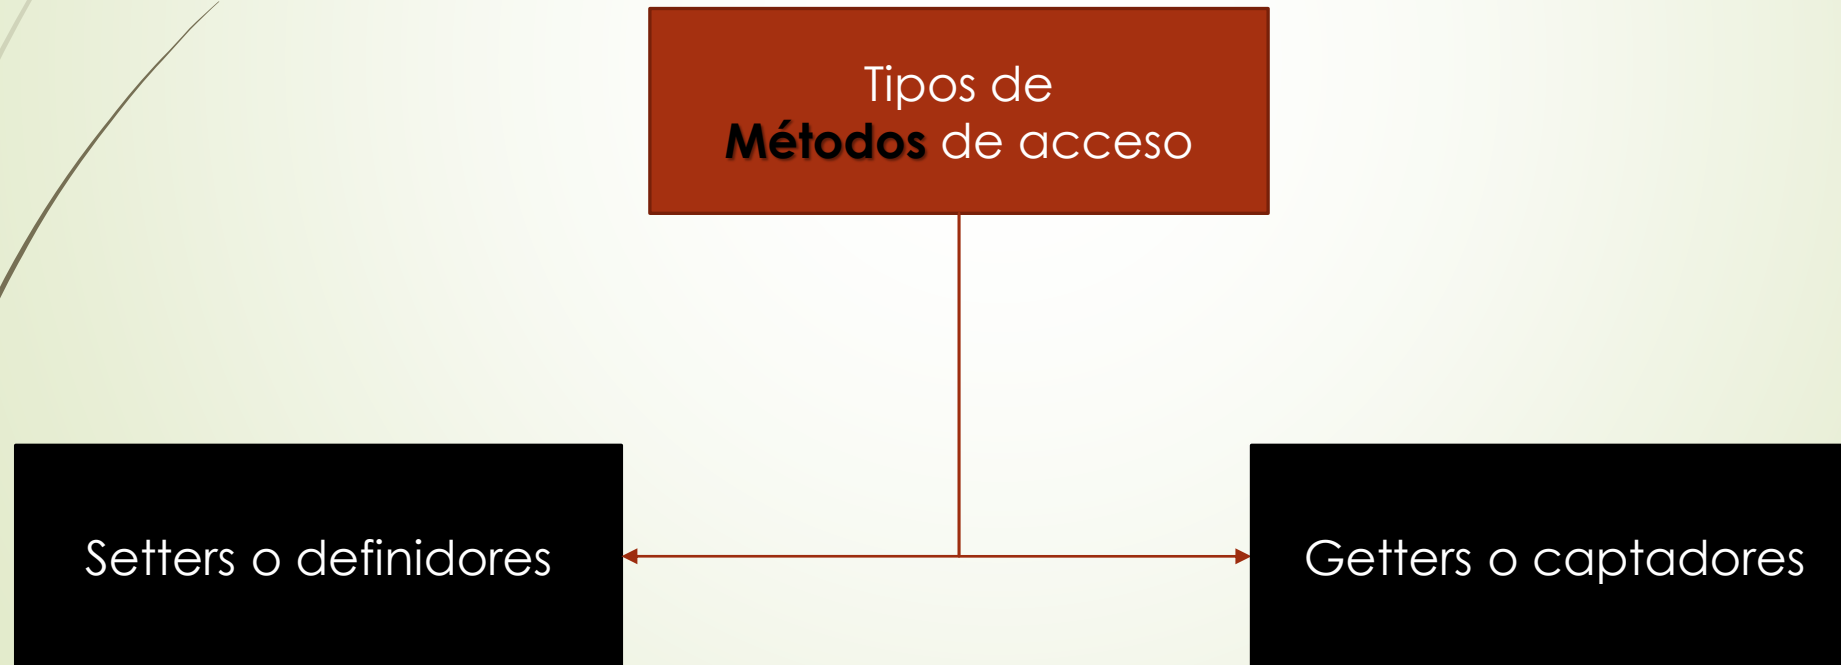 Tipos de
Métodos de acceso
Setters o definidores
Getters o captadores